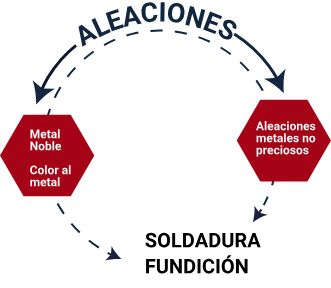 ALEACIONES
Metal
Noble
Color al
metal
Aleaciones
metales no
preciosos
SOLDADURA
FUNDICIÓN